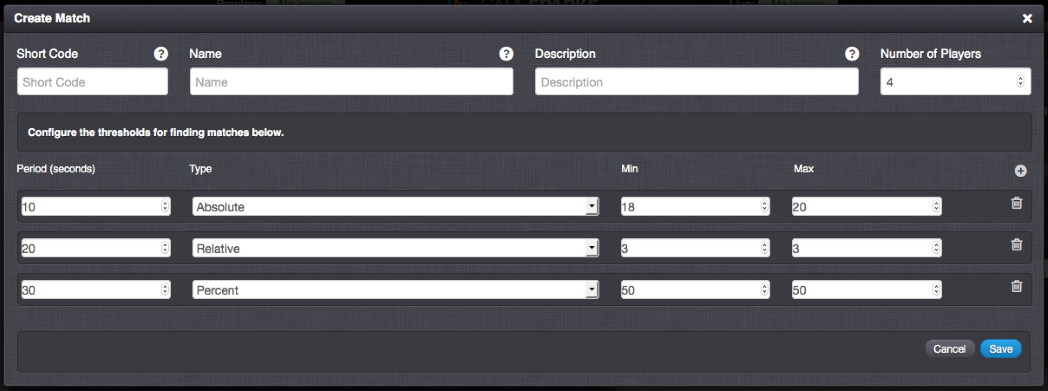 Create Match
Short Code
Name
Description
Number of Players
Short Code
Name
Description
4
Configure the thresholds for finding matches below.
Period (seconds)
Type
Min
Max
10
Absolute
18
20
20
Relative
3
3
30
Percent
50
50
Cancel
Save